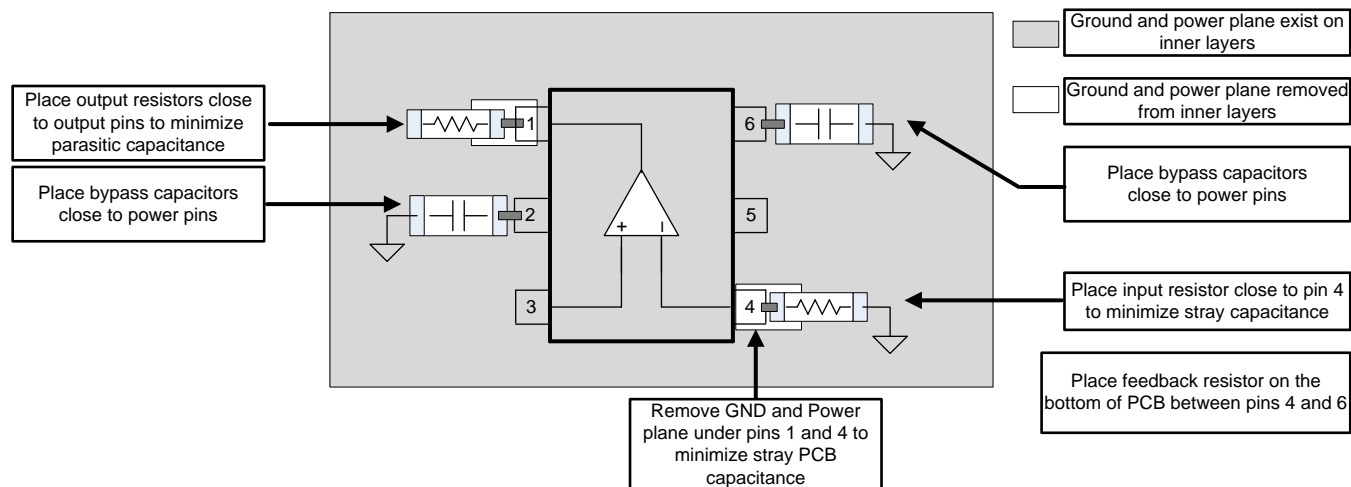 Ground and power plane exist on
inner layers
Ground and power plane removed
from inner layers
Place output resistors close
to output pins to minimize
parasitic capacitance
Place bypass capacitors
close to power pins
1
2
3
6
5
4
+
–
Place bypass capacitors
close to power pins
Place input resistor close to pin 4
to minimize stray capacitance
Place feedback resistor on the
bottom of PCB between pins 4 and 6
Remove GND and Power
plane under pins 1 and 4 to
minimize stray PCB
capacitance